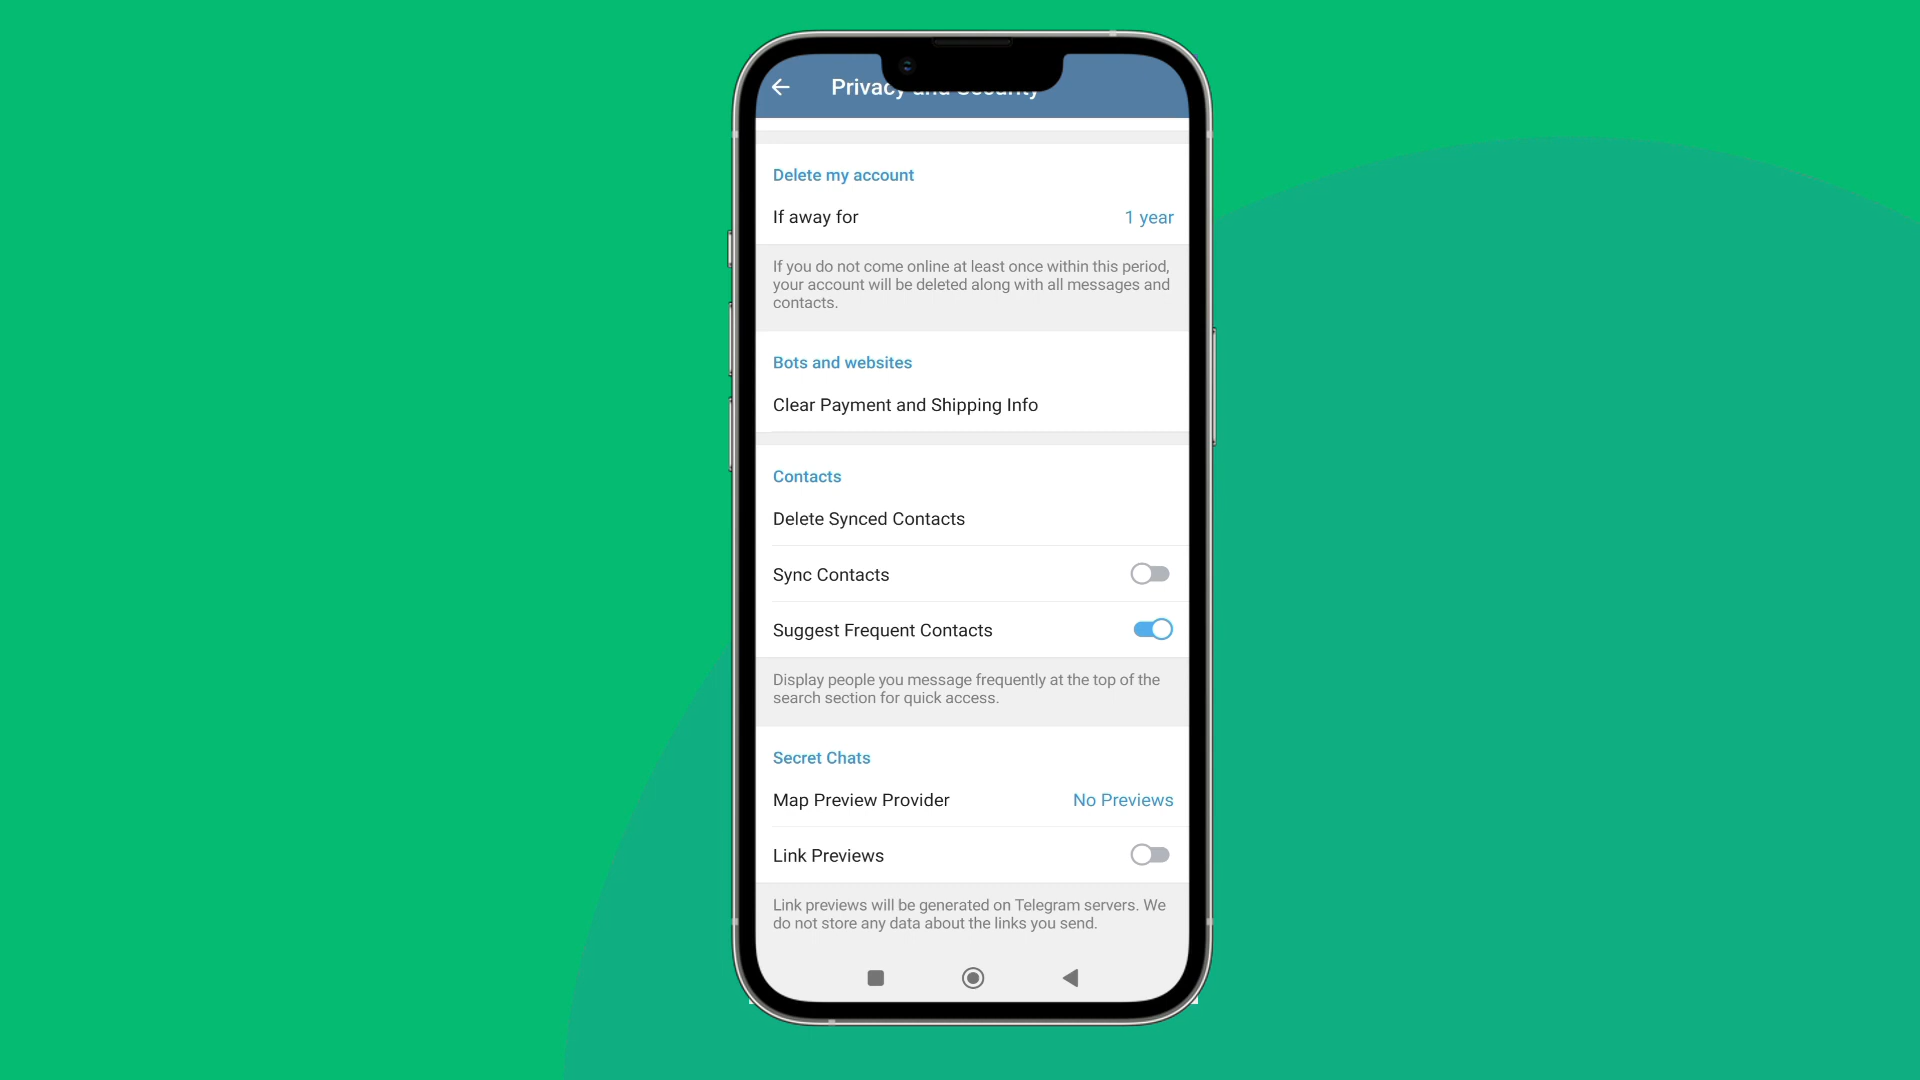 Privacy and Security
Delete my account
If away for 1 year
If you do not come online at least once within this period,
your account will be deleted along with all messages and
contacts.
Bots and websites
Clear Payment and Shipping Info
Contacts
Delete Synced Contacts
Sync Contacts
Suggest Frequent Contacts
Display people you message frequently at the top of the
search section for quick access.
Secret Chats
Map Preview Provider No Previews
Link Previews
Link previews will be generated on Telegram servers. We
do not store any data about the links you send.